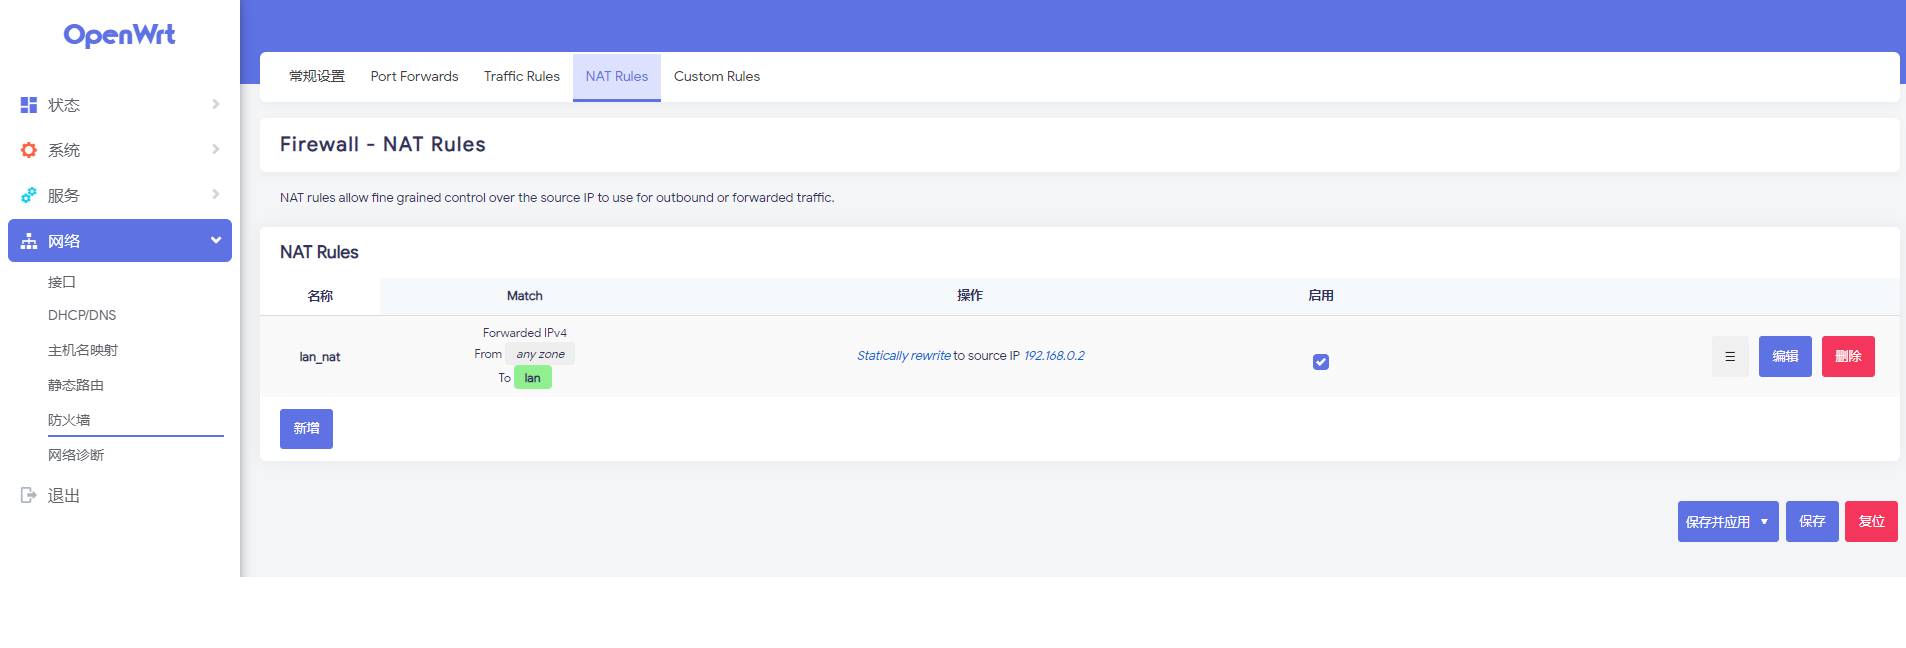 OpenWrt
状态
系统
服务
网络
接口
DHCP/DNS
主机名映射
静态路由
防火墙
网络诊断
退出
常规设置 Port Forwards Traffic Rules NAT Rules Custom Rules
Firewall - NAT Rules
NAT rules allow fine grained control over the source IP to use for outbound or forwarded traffic.
NAT Rules
名称 Match 操作 启用
Forwarded IPv4
From any zone
To lan
lan_nat
Statically rewrite to source IP 192.168.0.2
编辑 删除
新增
保存并应用 保存 复位